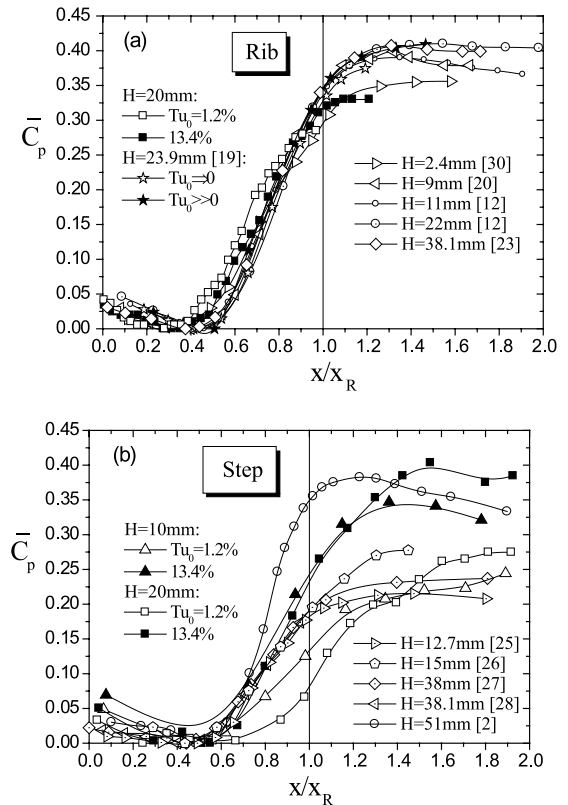 (a)
Rib
0.45
0.40
0.35
0.30
0.25
0.20
0.15
0.10
0.05
0.00
C̅p
H=20mm:
Tu0=1.2%
13.4%
H=23.9mm [19]:
Tu0⇒0
Tu0>>0
H=2.4mm [30]
H=9mm [20]
H=11mm [12]
H=22mm [12]
H=38.1mm [23]
0.0 0.2 0.4 0.6 0.8 1.0 1.2 1.4 1.6 1.8 2.0
x/xR
(b)
Step
0.45
0.40
0.35
0.30
0.25
0.20
0.15
0.10
0.05
0.00
C̅p
H=10mm:
Tu0=1.2%
13.4%
H=20mm:
Tu0=1.2%
13.4%
H=12.7mm [25]
H=15mm [26]
H=38mm [27]
H=38.1mm [28]
H=51mm [2]
0.0 0.2 0.4 0.6 0.8 1.0 1.2 1.4 1.6 1.8 2.0
x/xR